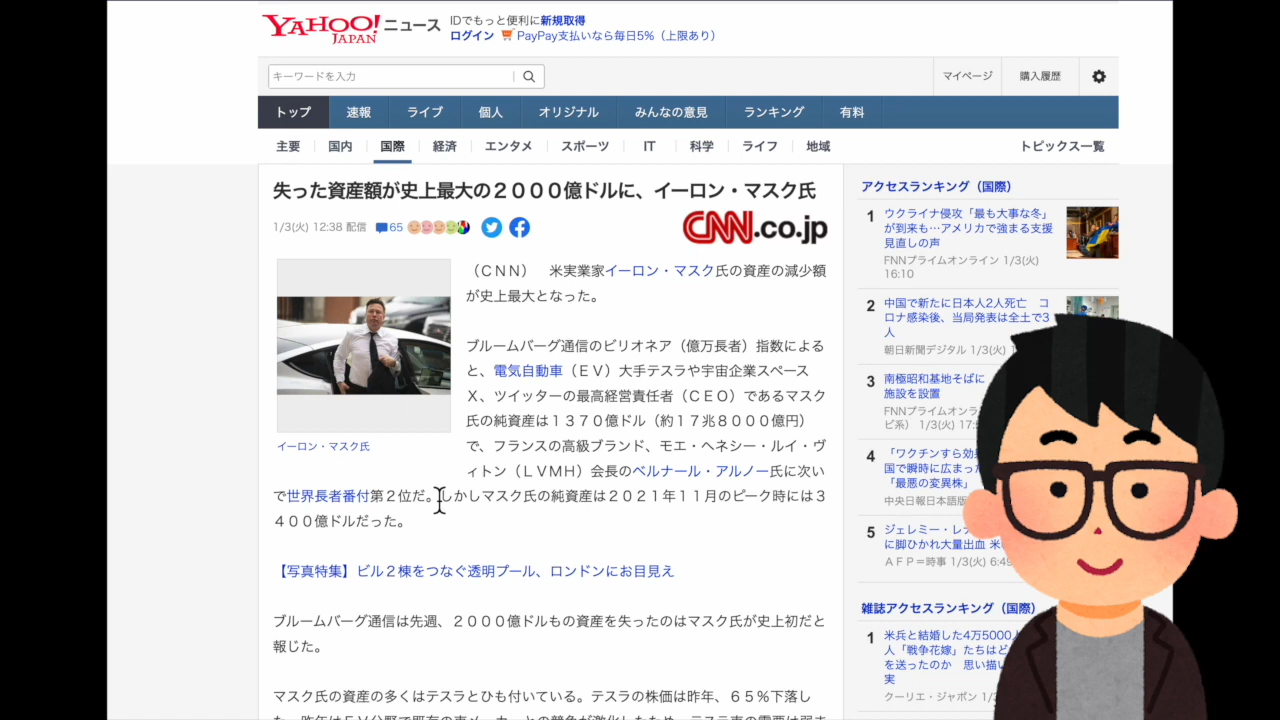 YAHOO! JAPAN ニュース
IDでもっと便利に新規取得
ログイン PayPay支払いなら毎日5%（上限あり）
キーワードを入力
マイページ 購入履歴
トップ 速報 ライブ 個人 オリジナル みんなの意見 ランキング 有料
主要 国内 国際 経済 エンタメ スポーツ IT 科学 ライフ 地域 トピックス一覧
失った資産額が史上最大の２０００億ドルに、イーロン・マスク氏
1/3(火) 12:38 配信 65
CNN.co.jp
（ＣＮＮ） 米実業家イーロン・マスク氏の資産の減少額
が史上最大となった。
ブルームバーグ通信のビリオネア（億万長者）指数による
と、電気自動車（ＥＶ）大手テスラや宇宙企業スペース
Ｘ、ツイッターの最高経営責任者（ＣＥＯ）であるマスク
氏の純資産は１３７０億ドル（約１７兆８０００億円）
で、フランスの高級ブランド、モエ・ヘネシー・ルイ・ヴ
ィトン（ＬＶＭＨ）会長のベルナール・アルノー氏に次い
で世界長者番付第２位だ。しかしマスク氏の純資産は２０２１年１１月のピーク時には３
４００億ドルだった。
イーロン・マスク氏
【写真特集】ビル２棟をつなぐ透明プール、ロンドンにお目見え
ブルームバーグ通信は先週、２０００億ドルもの資産を失ったのはマスク氏が史上初だと
報じた。
マスク氏の資産の多くはテスラとひも付いている。テスラの株価は昨年、６５％下落し
アクセスランキング（国際）
1 ウクライナ侵攻「最も大事な冬」
が到来も…アメリカで強まる支援
見直しの声
FNNプライムオンライン 1/3(火)
16:10
2 中国で新たに日本人2人死亡 コ
ロナ感染後、当局発表は全土で3
人
朝日新聞デジタル 1/3(火)
3 南極昭和基地そばに
施設を設置
FNNプライムオンラ
ビ系） 1/3(火)
4 「ワクチンすら効
国で瞬時に広まった
「最悪の変異株」
中央日報日本語版
5 ジェレミー・レナ
に脚ひかれ大量出血 米
ＡＦＰ＝時事 1/3(火) 6:49
雑誌アクセスランキング（国際）
1 米兵と結婚した4万5000人
人「戦争花嫁」たちはど
を送ったのか 思い描い
実
クーリエ・ジャポン